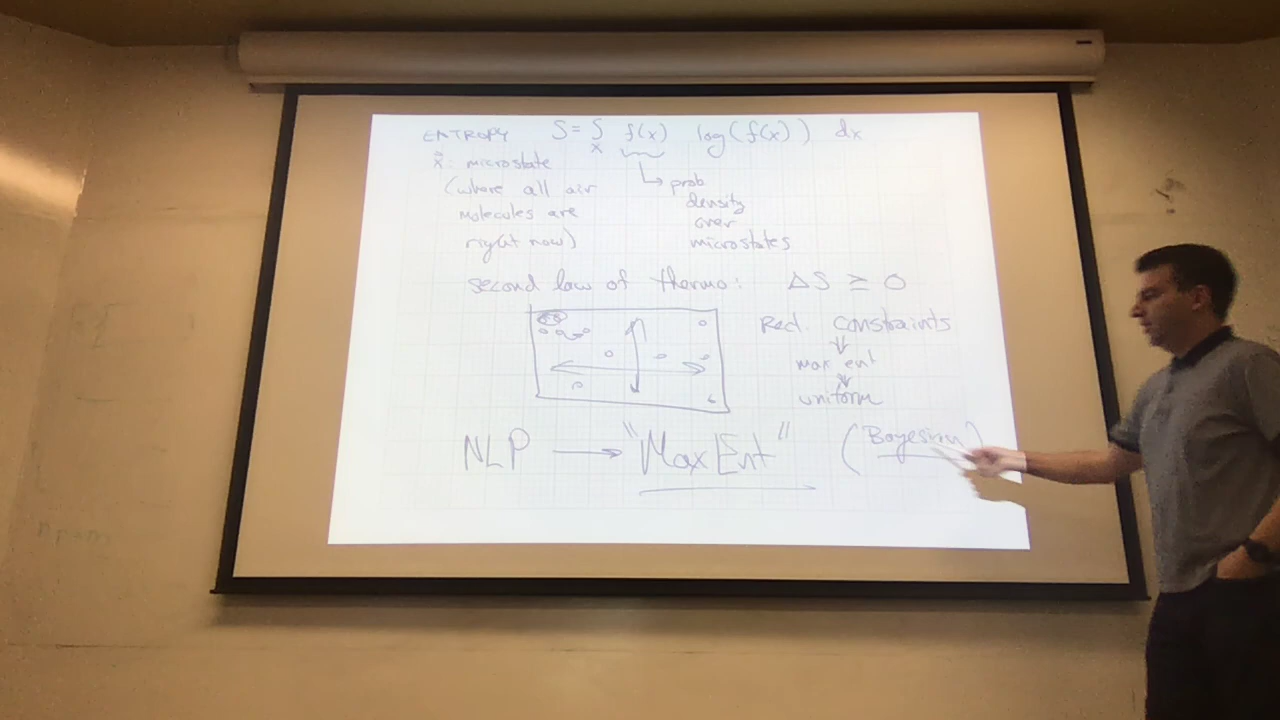 ENTROPY S = ∫ f(x) log(f(x)) dx
x
x⃗: microstate
(where all air
molecules are
right now)
↳ prob
density
over
microstates
second law of thermo: ΔS ≥ 0
Red. constraints
⇓
max ent
⇓
uniform
NLP → "MaxEnt" (Bayesian)